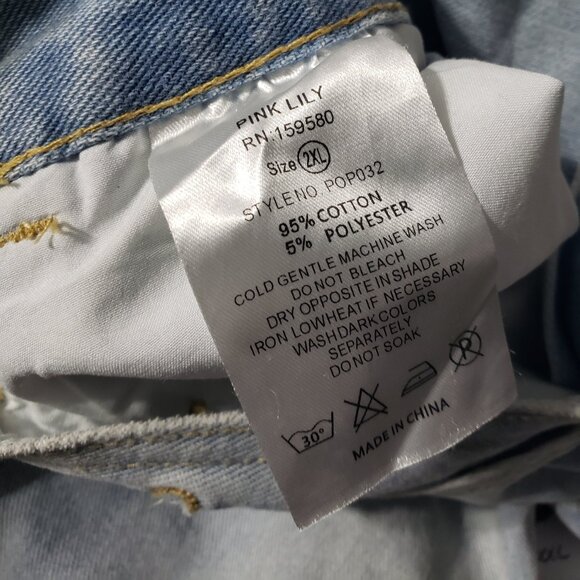 PINK LILY
RN:159580
Size 2XL
STYLE NO. POP032
95% COTTON
5% POLYESTER
COLD GENTLE MACHINE WASH
DO NOT BLEACH
DRY OPPOSITE IN SHADE
IRON LOWHEAT IF NECESSARY
WASH DARK COLORS
SEPARATELY
DO NOT SOAK
30° P
MADE IN CHINA